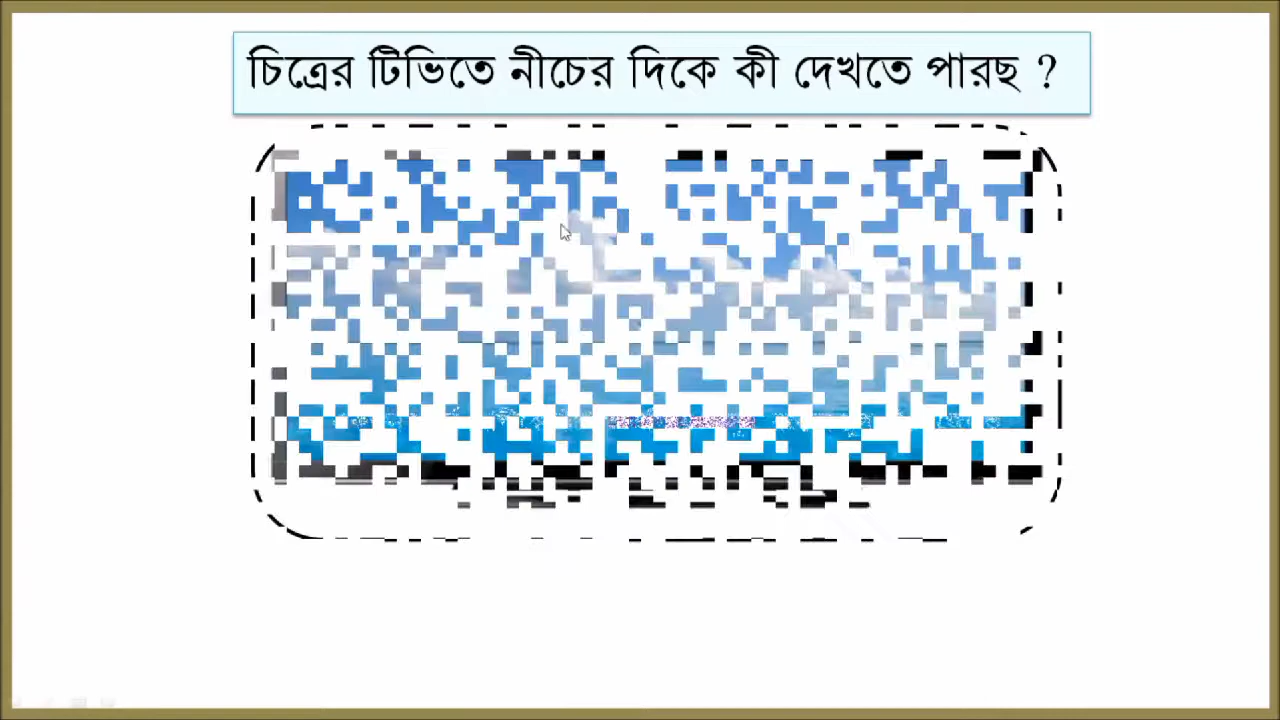 চিত্রের টিভিতে নীচের দিকে কী দেখতে পারছ ?